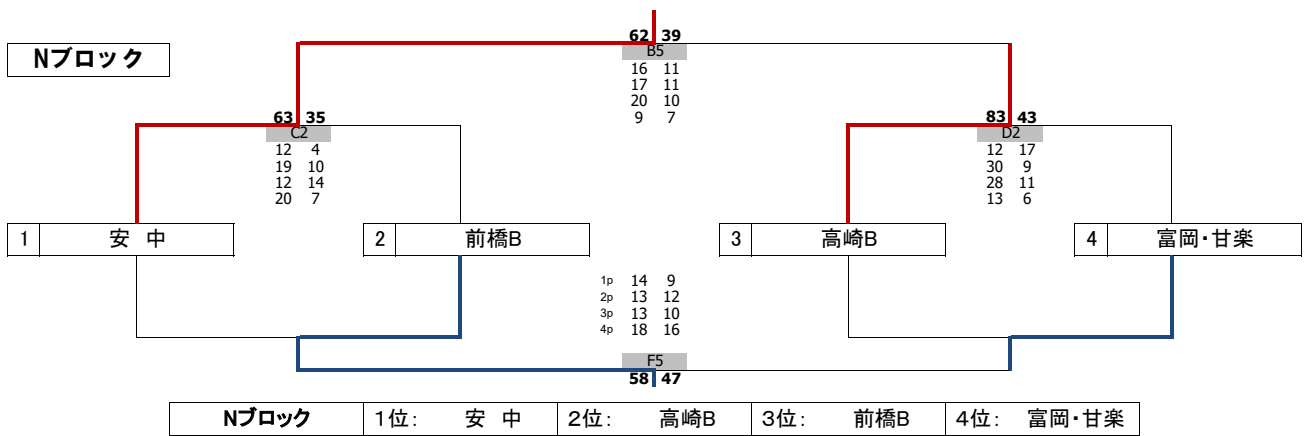 Nブロック
62 39
B5
16 11
17 11
20 10
9 7
63 35
C2
12 4
19 10
12 14
20 7
83 43
D2
12 17
30 9
28 11
13 6
1 安 中
2 前橋B
3 高崎B
4 富岡・甘楽
1p 14 9
2p 13 12
3p 13 10
4p 18 16
F5
58 47
Nブロック 1位: 安 中 2位: 高崎B 3位: 前橋B 4位: 富岡・甘楽